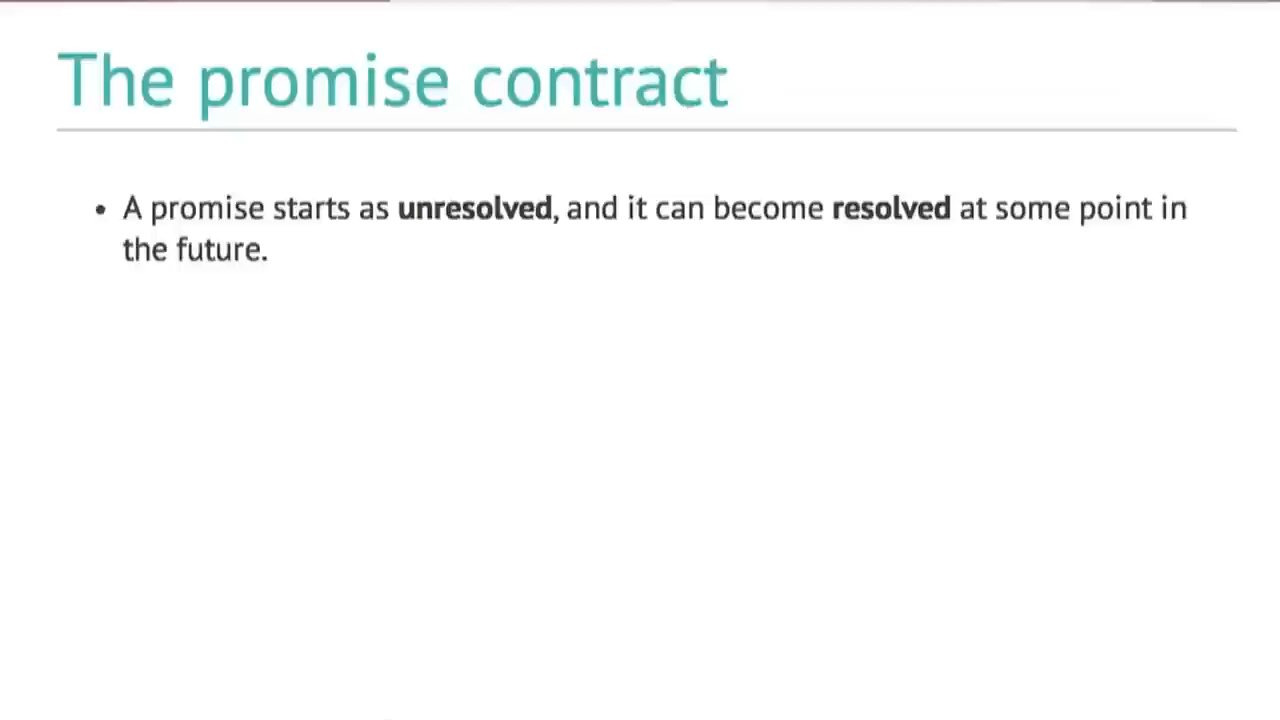 The promise contract
• A promise starts as unresolved, and it can become resolved at some point in
the future.